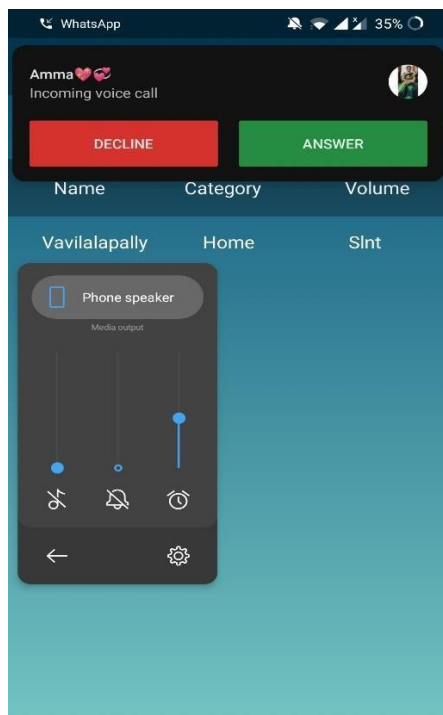 WhatsApp 35%
Amma💖💞
Incoming voice call
DECLINE ANSWER
Name Category Volume
Vavilalapally Home Slnt
Phone speaker
Media output